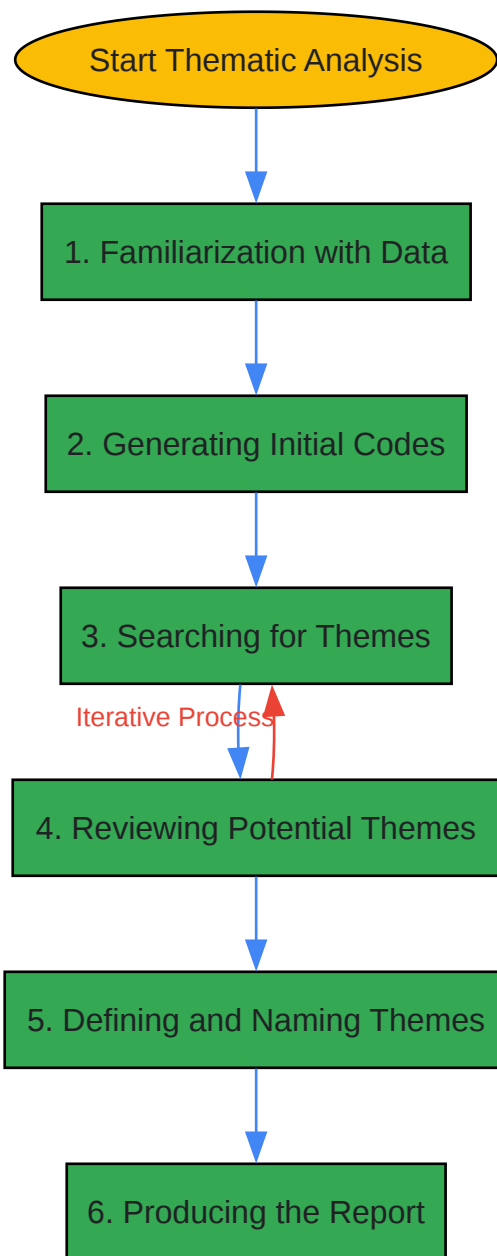 Start Thematic Analysis
1. Familiarization with Data
2. Generating Initial Codes
3. Searching for Themes
Iterative Process
4. Reviewing Potential Themes
5. Defining and Naming Themes
6. Producing the Report